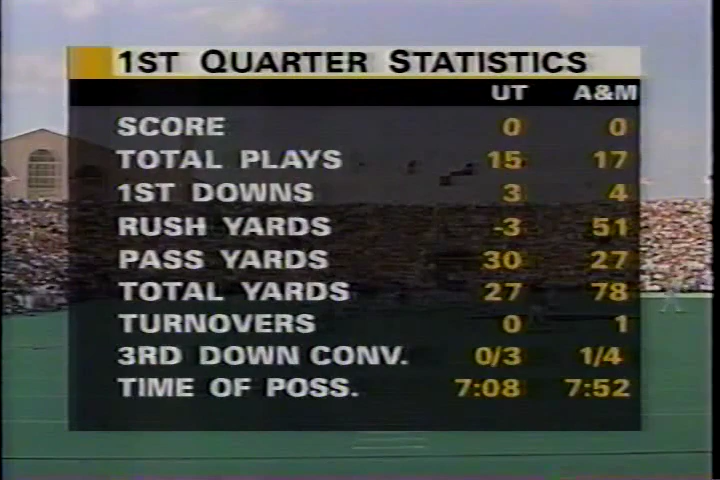 1ST QUARTER STATISTICS
UT A&M
SCORE 0 0
TOTAL PLAYS 15 17
1ST DOWNS 3 4
RUSH YARDS -3 51
PASS YARDS 30 27
TOTAL YARDS 27 78
TURNOVERS 0 1
3RD DOWN CONV. 0/3 1/4
TIME OF POSS. 7:08 7:52